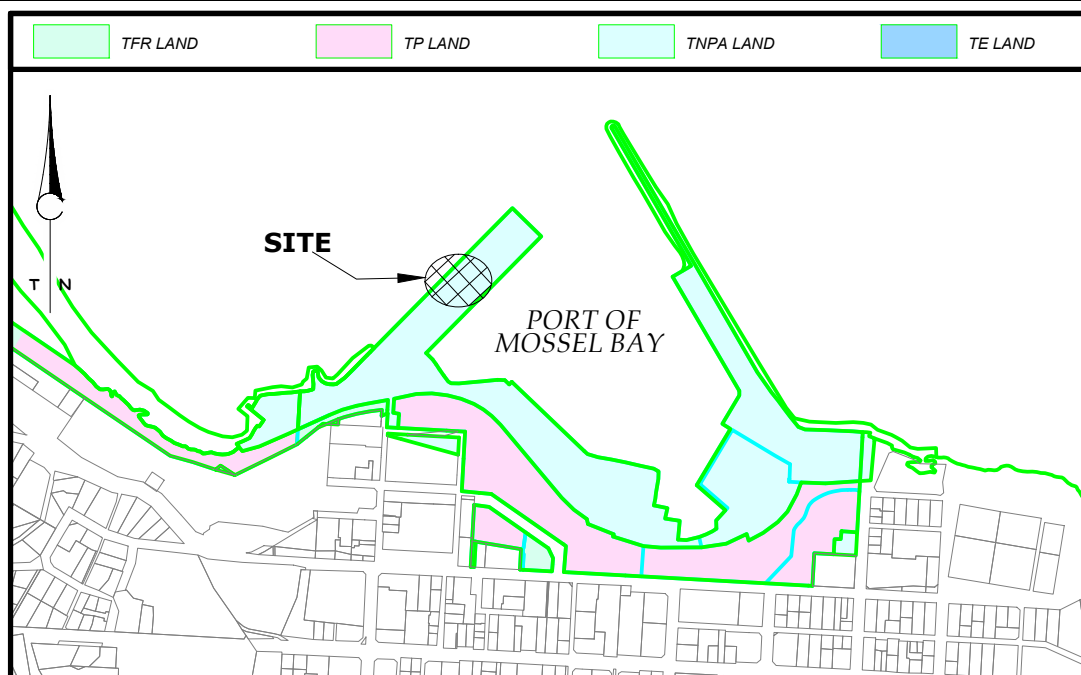 TFR LAND
TP LAND
TNPA LAND
TE LAND
SITE
T N
PORT OF
MOSSEL BAY